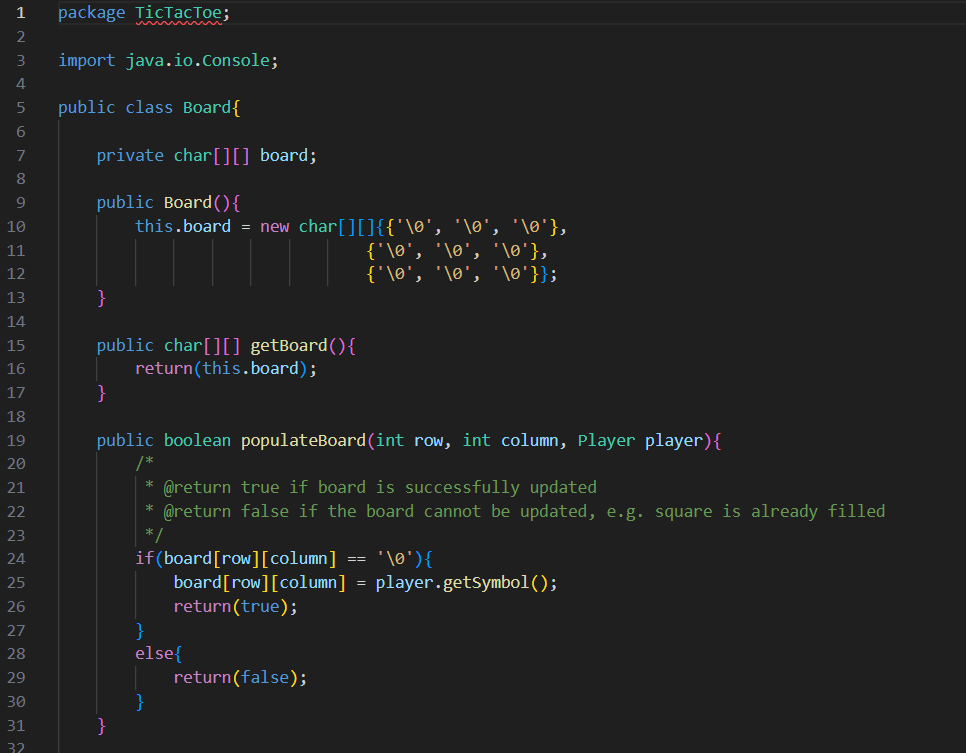 1 package TicTacToe;
2
3 import java.io.Console;
4
5 public class Board{
6
7     private char[][] board;
8
9     public Board(){
10         this.board = new char[][]{{'\0', '\0', '\0'},
11                                 {'\0', '\0', '\0'},
12                                 {'\0', '\0', '\0'}};
13     }
14
15     public char[][] getBoard(){
16         return(this.board);
17     }
18
19     public boolean populateBoard(int row, int column, Player player){
20         /*
21          * @return true if board is successfully updated
22          * @return false if the board cannot be updated, e.g. square is already filled
23          */
24         if(board[row][column] == '\0'){
25             board[row][column] = player.getSymbol();
26             return(true);
27         }
28         else{
29             return(false);
30         }
31     }
32